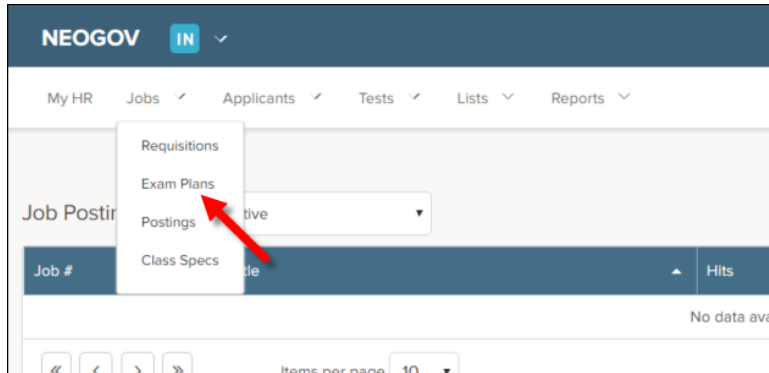 NEOGOV IN
My HR Jobs Applicants Tests Lists Reports
Requisitions
Exam Plans
Job Postin tive
Postings
Class Specs
Job # tle Hits
No data ava
« ‹ › » Items per page 10